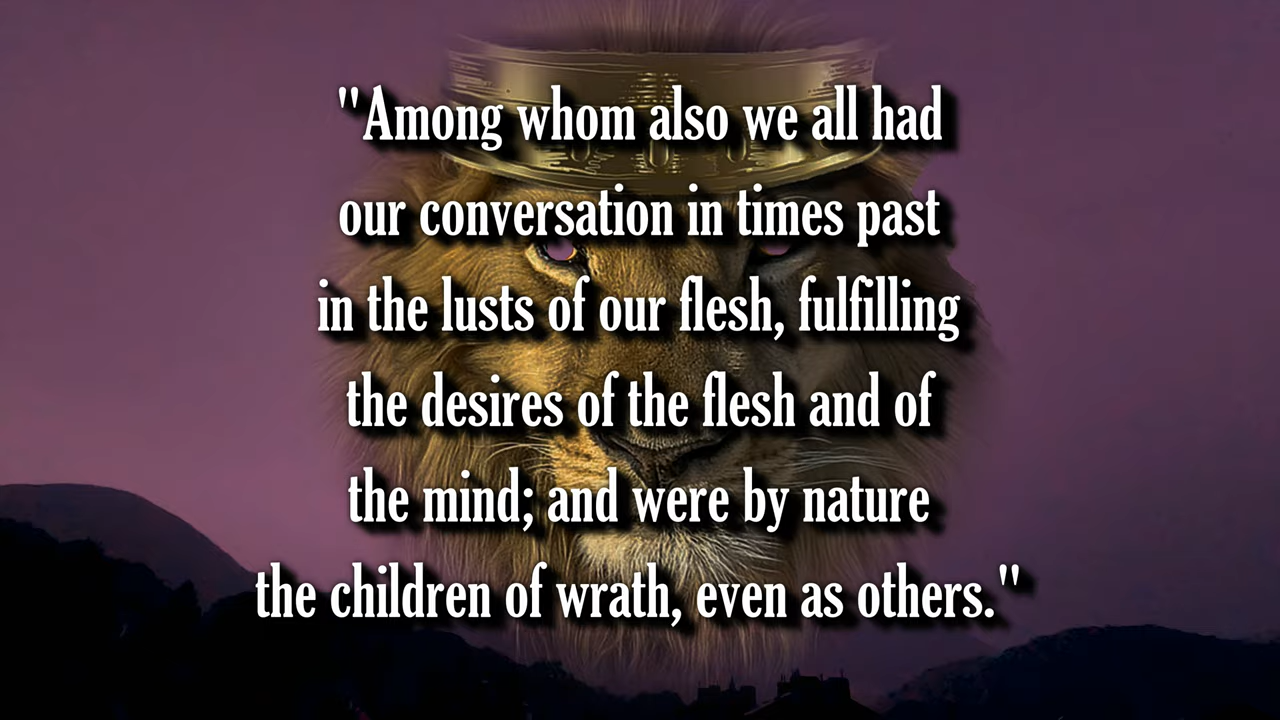 "Among whom also we all had
our conversation in times past
in the lusts of our flesh, fulfilling
the desires of the flesh and of
the mind; and were by nature
the children of wrath, even as others."